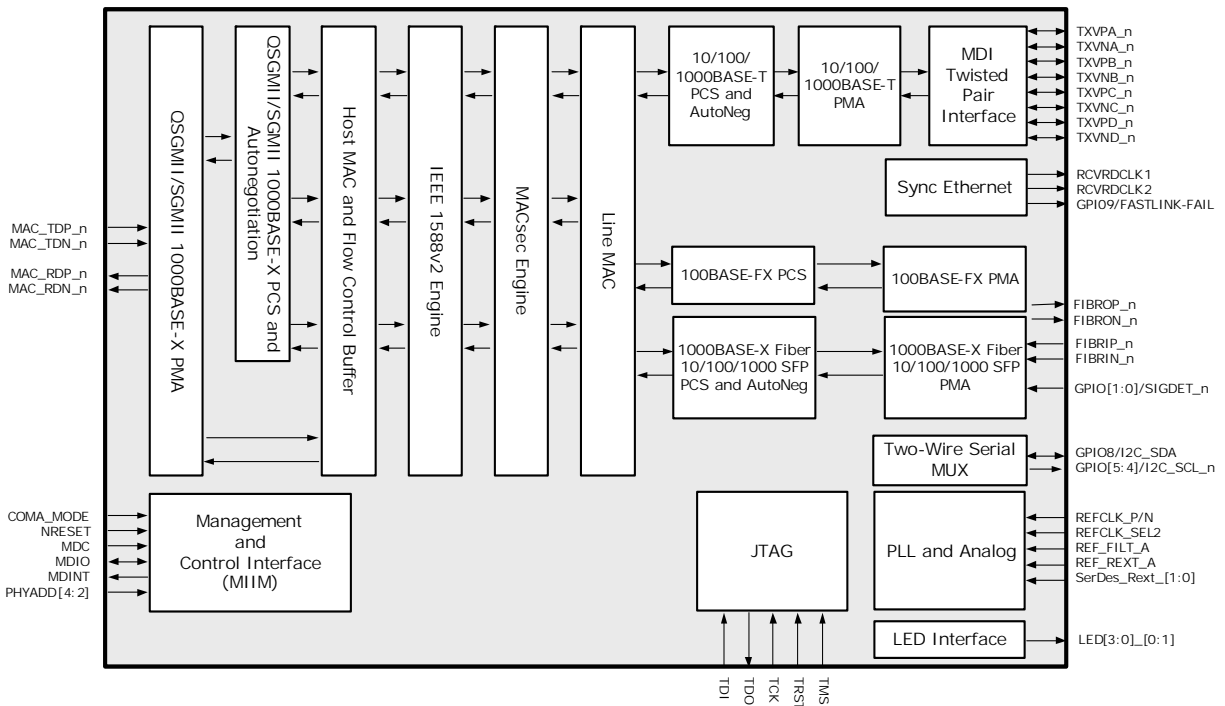 QSGMII/SGMII 1000BASE-X PMA
QSGMII/SGMII 1000BASE-X PCS and
Autonegotiation
Host MAC and Flow Control
Buffer
IEEE 1588v2 Engine
MACsec Engine
Line MAC
10/100/
1000BASE-T
PCS and
AutoNeg
10/100/
1000BASE-T
PMA
MDI
Twisted
Pair
Interface
TXVPA_n
TXVNA_n
TXVPB_n
TXVNB_n
TXVPC_n
TXVNC_n
TXVPD_n
TXVND_n
Sync Ethernet
RCVRDCLK1
RCVRDCLK2
GPIO9/FASTLINK-FAIL
MAC_TDP_n
MAC_TDN_n
MAC_RDP_n
MAC_RDN_n
100BASE-FX PCS
100BASE-FX PMA
FIBROP_n
FIBRON_n
1000BASE-X Fiber
10/100/1000 SFP
PCS and AutoNeg
1000BASE-X Fiber
10/100/1000 SFP
PMA
FIBRIP_n
FIBRIN_n
GPIO[1:0]/SIGDET_n
Two-Wire Serial
MUX
GPIO8/I2C_SDA
GPIO[5:4]/I2C_SCL_n
COMA_MODE
NRESET
MDC
MDIO
MDINT
PHYADD[4:2]
Management
and
Control Interface
(MIIM)
JTAG
PLL and Analog
REFCLK_P/N
REFCLK_SEL2
REF_FILT_A
REF_REXT_A
SerDes_Rext_[1:0]
LED Interface
LED[3:0]_[0:1]
TDI
TDO
TCK
TRST
TMS